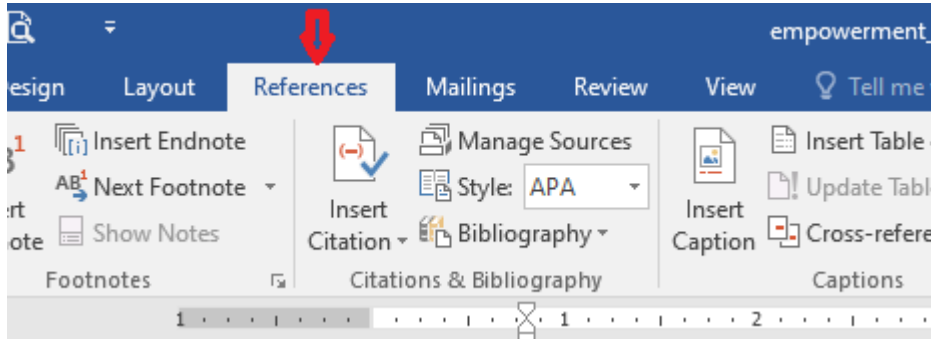 empowerment_
esign Layout References Mailings Review View Tell me
Insert Endnote
AB1 Next Footnote
Show Notes
Footnotes
Insert
Citation
Manage Sources
Style: APA
Bibliography
Citations & Bibliography
Insert
Caption
Insert Table
Update Tabl
Cross-refere
Captions
1 1 2